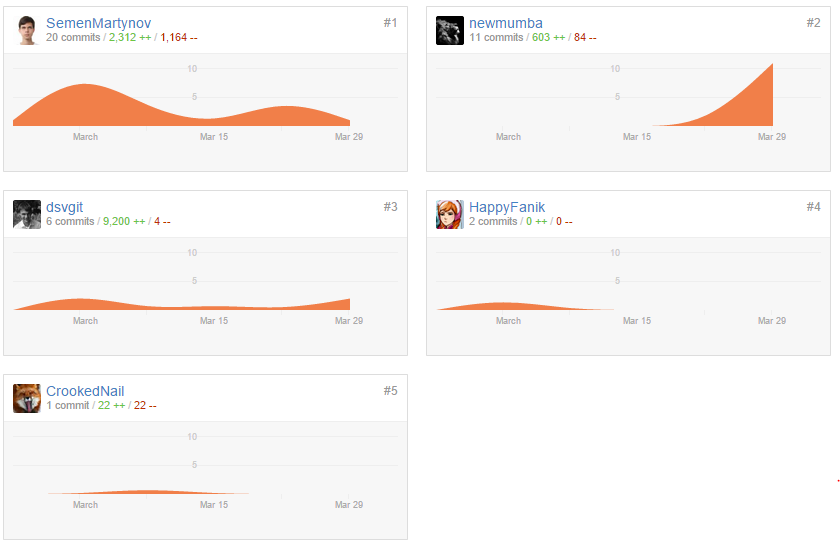 SemenMartynov #1
20 commits / 2,312 ++ / 1,164 --
10
5
March Mar 15 Mar 29
newmumba #2
11 commits / 603 ++ / 84 --
10
5
March Mar 15 Mar 29
dsvgit #3
6 commits / 9,200 ++ / 4 --
10
5
March Mar 15 Mar 29
HappyFanik #4
2 commits / 0 ++ / 0 --
10
5
March Mar 15 Mar 29
CrookedNail #5
1 commit / 22 ++ / 22 --
10
5
March Mar 15 Mar 29